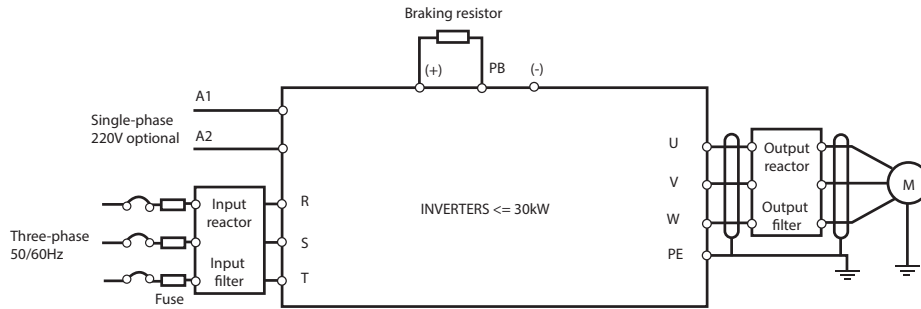 Braking resistor
(+)
PB
(-)
A1
Single-phase
220V optional
A2
U
Output
reactor
V
M
R
Input
reactor
INVERTERS <= 30kW
W
Output
filter
Three-phase
50/60Hz
S
PE
Input
filter
T
Fuse